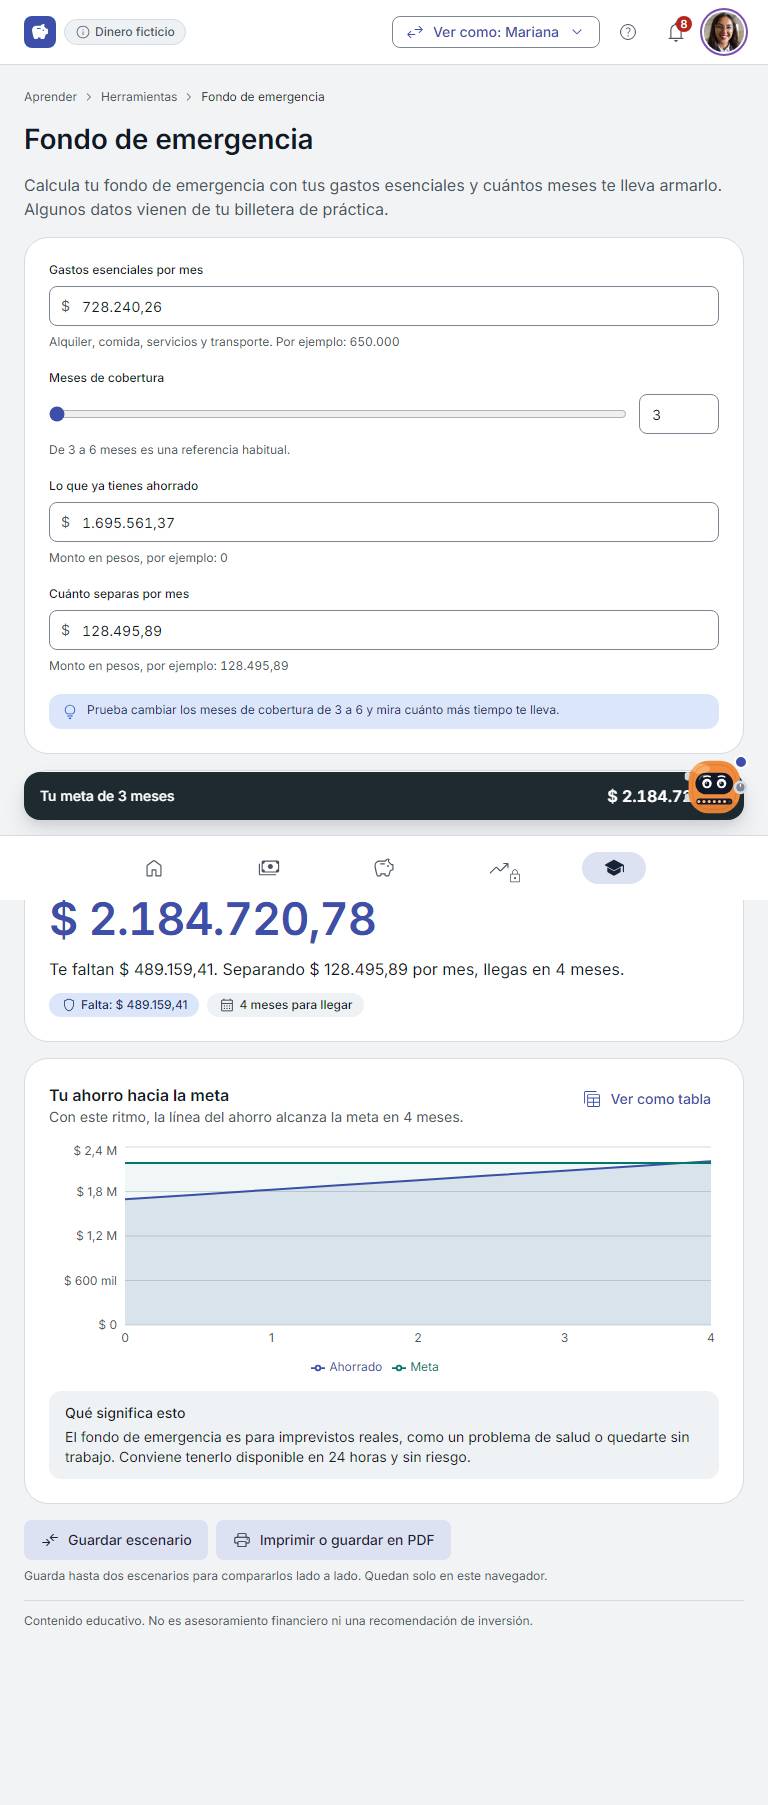 Dinero ficticio
Ver como: Mariana
8
Aprender > Herramientas > Fondo de emergencia
Fondo de emergencia
Calcula tu fondo de emergencia con tus gastos esenciales y cuántos meses te lleva armarlo.
Algunos datos vienen de tu billetera de práctica.
Gastos esenciales por mes
$ 728.240,26
Alquiler, comida, servicios y transporte. Por ejemplo: 650.000
Meses de cobertura
3
De 3 a 6 meses es una referencia habitual.
Lo que ya tienes ahorrado
$ 1.695.561,37
Monto en pesos, por ejemplo: 0
Cuánto separas por mes
$ 128.495,89
Monto en pesos, por ejemplo: 128.495,89
Prueba cambiar los meses de cobertura de 3 a 6 y mira cuánto más tiempo te lleva.
Tu meta de 3 meses
$ 2.184.72
$ 2.184.720,78
Te faltan $ 489.159,41. Separando $ 128.495,89 por mes, llegas en 4 meses.
Falta: $ 489.159,41
4 meses para llegar
Tu ahorro hacia la meta
Ver como tabla
Con este ritmo, la línea del ahorro alcanza la meta en 4 meses.
$ 2,4 M
$ 1,8 M
$ 1,2 M
$ 600 mil
$ 0
0 1 2 3 4
Ahorrado Meta
Qué significa esto
El fondo de emergencia es para imprevistos reales, como un problema de salud o quedarte sin
trabajo. Conviene tenerlo disponible en 24 horas y sin riesgo.
Guardar escenario
Imprimir o guardar en PDF
Guarda hasta dos escenarios para compararlos lado a lado. Quedan solo en este navegador.
Contenido educativo. No es asesoramiento financiero ni una recomendación de inversión.